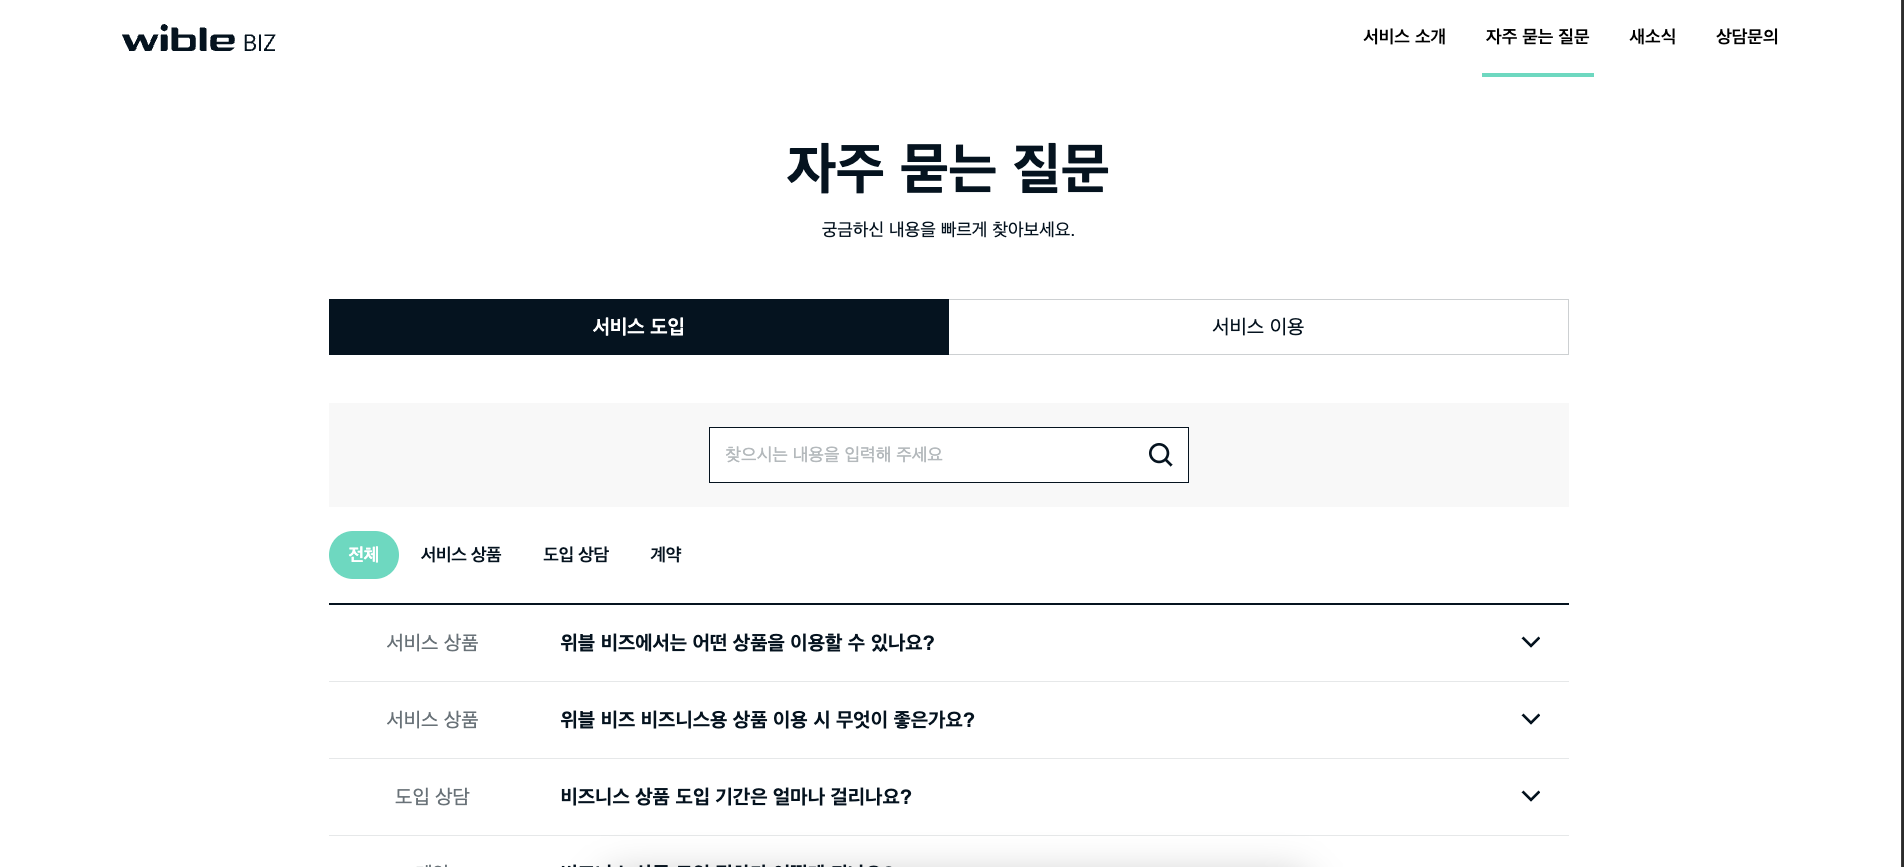 wible BIZ
서비스 소개 자주 묻는 질문 새소식 상담문의
자주 묻는 질문
궁금하신 내용을 빠르게 찾아보세요.
서비스 도입 서비스 이용
찾으시는 내용을 입력해 주세요
전체 서비스 상품 도입 상담 계약
서비스 상품 위블 비즈에서는 어떤 상품을 이용할 수 있나요?
서비스 상품 위블 비즈 비즈니스용 상품 이용 시 무엇이 좋은가요?
도입 상담 비즈니스 상품 도입 기간은 얼마나 걸리나요?